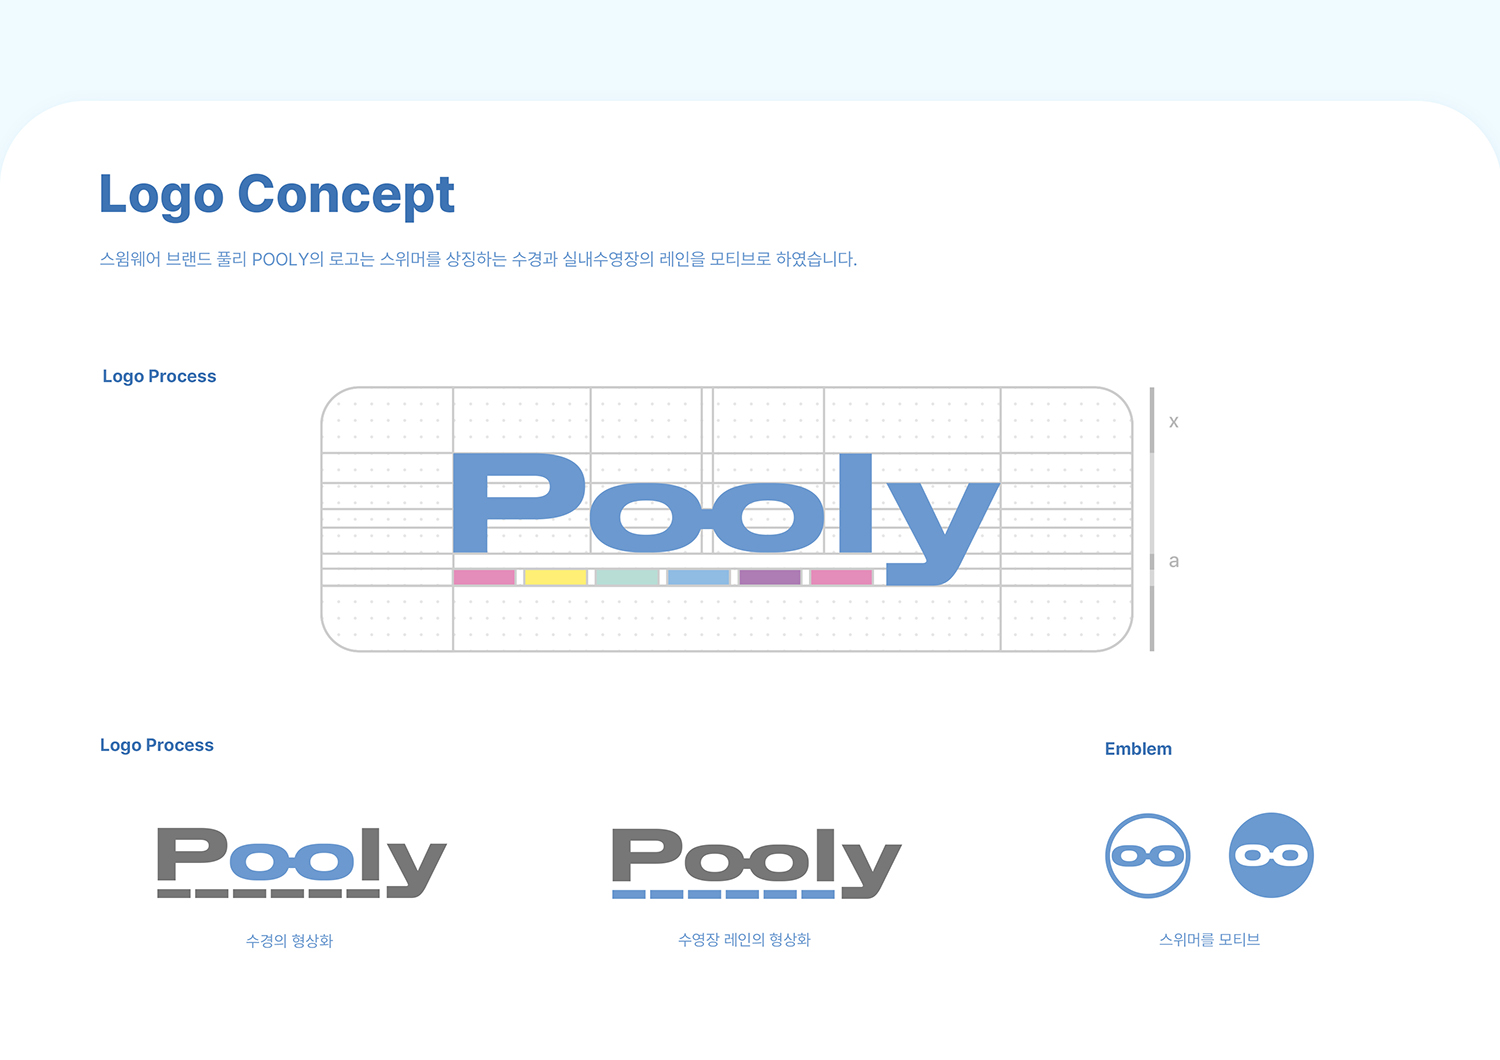 Logo Concept
스윔웨어 브랜드 풀리 POOLY의 로고는 스위머를 상징하는 수경과 실내수영장의 레인을 모티브로 하였습니다.
Logo Process
x
Pooly
a
Logo Process
Emblem
Pooly
Pooly
수경의 형상화
수영장 레인의 형상화
스위머를 모티브